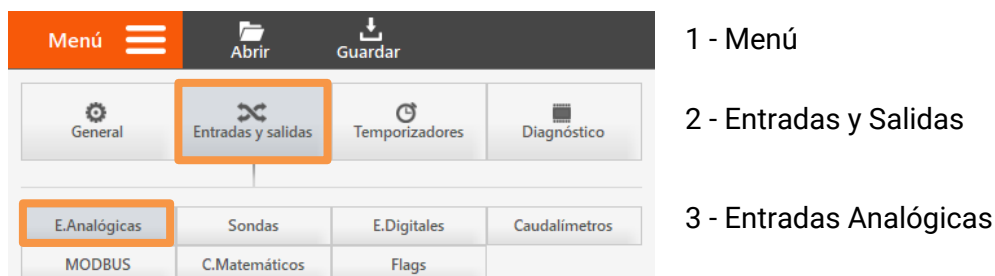 Menú
Abrir
Guardar
1 - Menú
General
Entradas y salidas
Temporizadores
Diagnóstico
2 - Entradas y Salidas
E.Analógicas
Sondas
E.Digitales
Caudalímetros
3 - Entradas Analógicas
MODBUS
C.Matemáticos
Flags